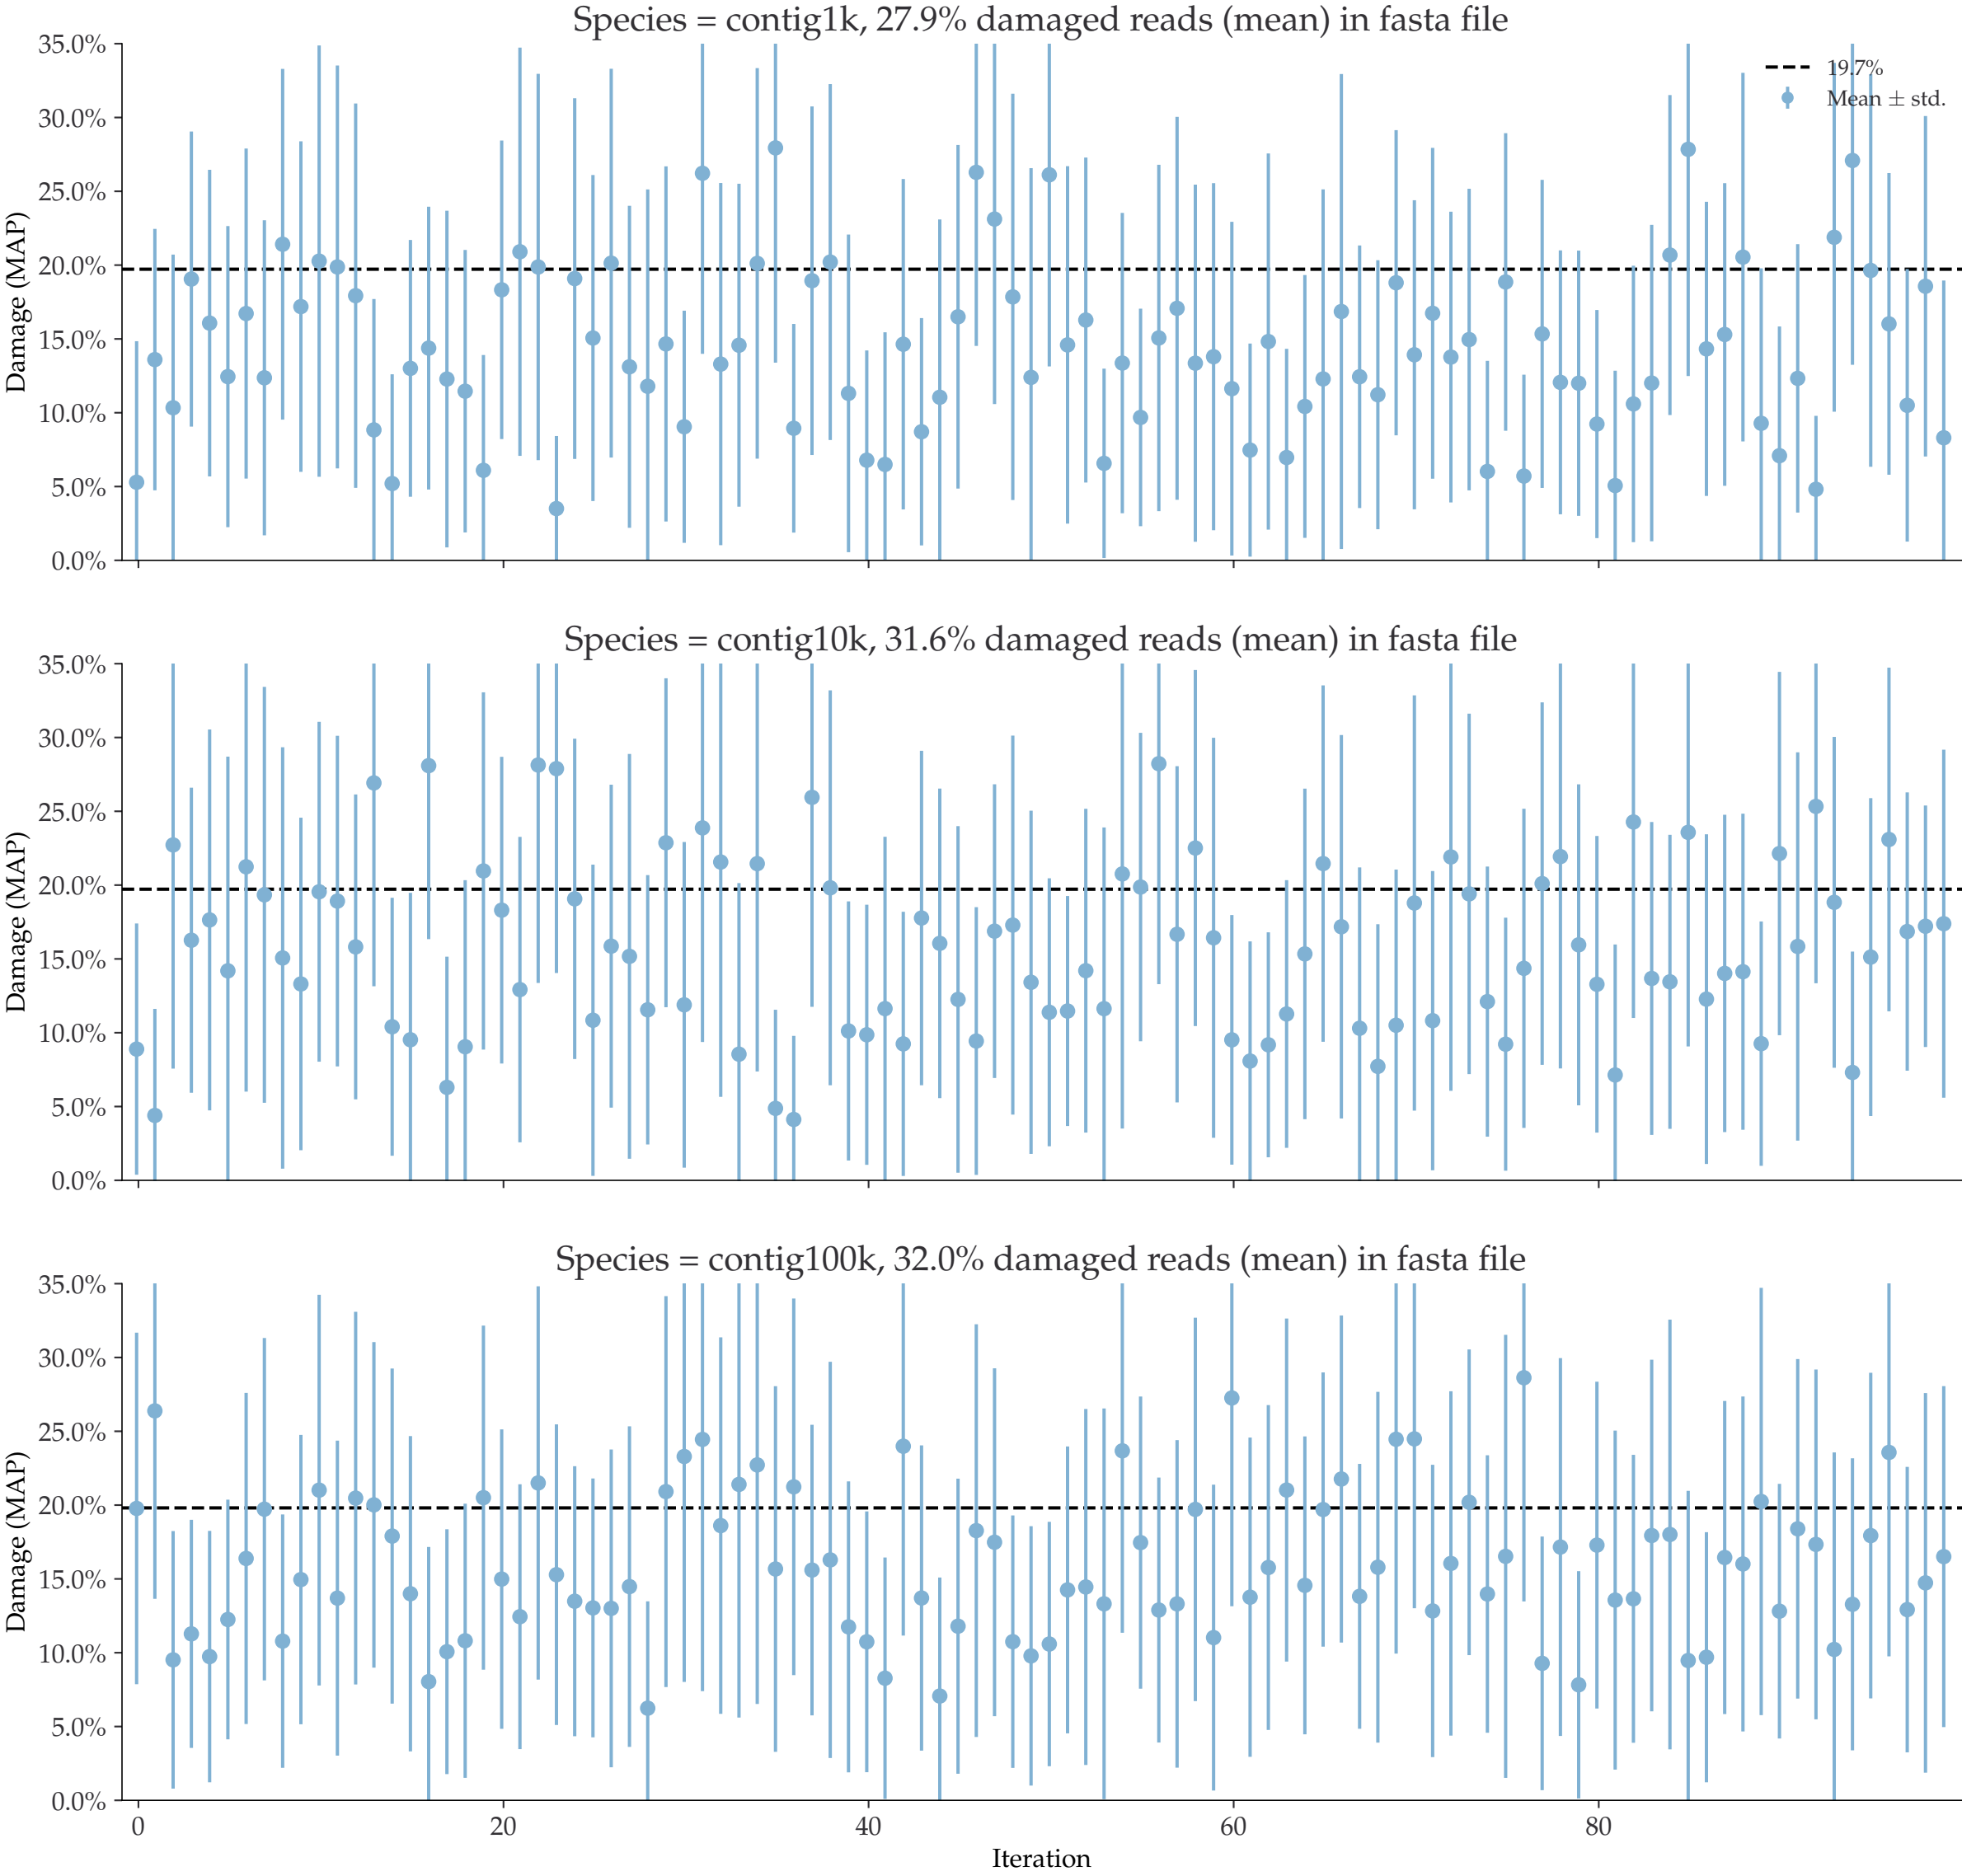 Species = contig1k, 27.9% damaged reads (mean) in fasta file
35.0%
30.0%
25.0%
20.0%
15.0%
10.0%
5.0%
0.0%
Damage (MAP)
19.7%
Mean ± std.
Species = contig10k, 31.6% damaged reads (mean) in fasta file
35.0%
30.0%
25.0%
20.0%
15.0%
10.0%
5.0%
0.0%
Damage (MAP)
Species = contig100k, 32.0% damaged reads (mean) in fasta file
35.0%
30.0%
25.0%
20.0%
15.0%
10.0%
5.0%
0.0%
Damage (MAP)
0 20 40 60 80
Iteration